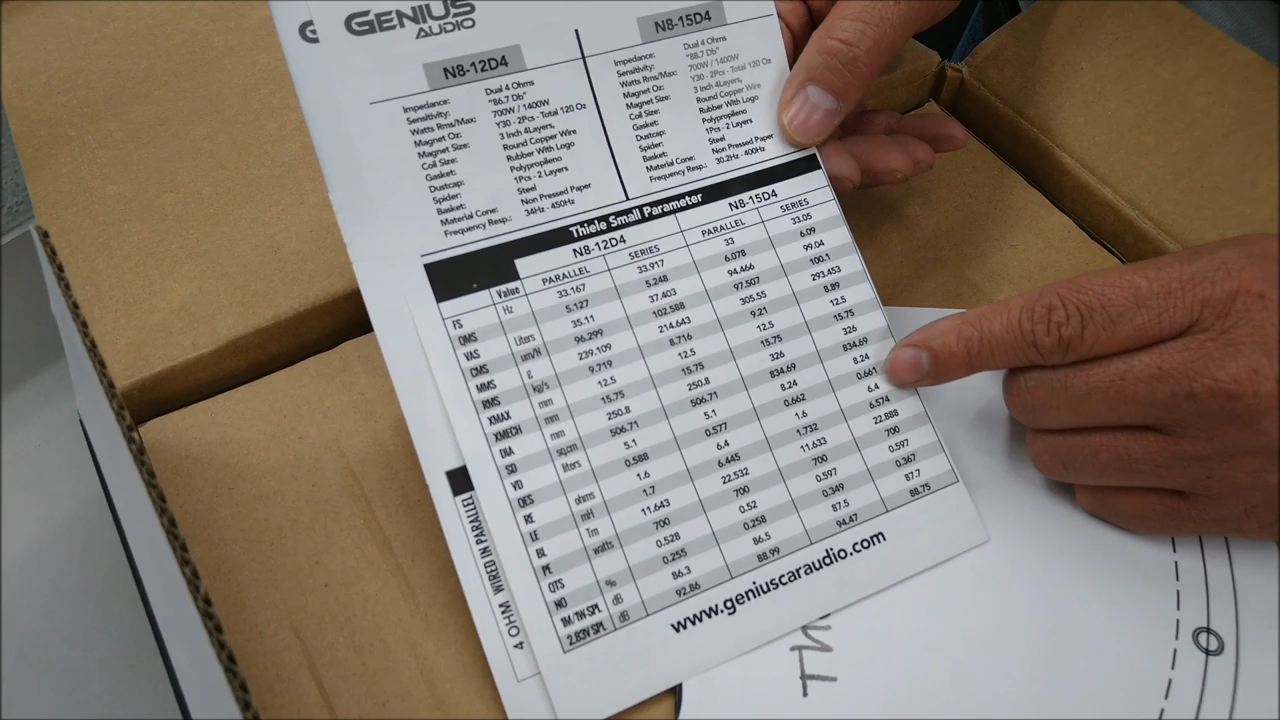 GENIUS
AUDIO
G
N8-12D4
Impedance: Dual 4 Ohms
Sensitivity: "86.7 Db"
Watts Rms/Max: 700W / 1400W
Magnet Oz: Y30 - 2Pcs - Total 120 Oz
Magnet Size: 3 Inch 4Layers,
Coil Size: Round Copper Wire
Gasket: Rubber With Logo
Dustcap: Polypropileno
Spider: 1Pcs - 2 Layers
Basket: Steel
Material Cone: Non Pressed Paper
Frequency Resp.: 34Hz - 450Hz
N8-15D4
Impedance: Dual 4 Ohms
Sensitivity: "88.7 Db"
Watts Rms/Max: 700W / 1400W
Magnet Oz: Y30 - 2Pcs - Total 120 Oz
Magnet Size: 3 Inch 4Layers,
Coil Size: Round Copper Wire
Gasket: Rubber With Logo
Dustcap: Polypropileno
Spider: 1Pcs - 2 Layers
Basket: Steel
Material Cone: Non Pressed Paper
Frequency Resp.: 30.2Hz - 400Hz
Thiele Small Parameter
N8-12D4 N8-15D4
Value PARALLEL SERIES PARALLEL SERIES
FS Hz 33.167 33.917 33 33.05
QMS 5.127 5.248 6.078 6.09
VAS Liters 35.11 37.403 94.466 99.04
CMS um/N 96.299 102.588 97.507 100.1
MMS g 239.109 214.643 305.55 293.453
RMS kg/s 9.719 8.716 9.21 8.89
XMAX mm 12.5 12.5 12.5 12.5
XMECH mm 15.75 15.75 15.75 15.75
DIA 250.8 250.8 326 326
SD sq.cm 506.71 506.71 834.69 834.69
VD liters 5.1 5.1 8.24 8.24
QES 0.588 0.577 0.662 0.661
RE ohms 1.6 6.4 1.6 6.4
LE mH 1.7 6.445 1.732 6.574
BL Tm 11.643 22.532 11.633 22.888
PE watts 700 700 700 700
QTS 0.528 0.52 0.597 0.597
NO % 0.255 0.258 0.349 0.367
1M/1W-SPL dB 86.3 86.5 87.5 87.7
2.83V SPL dB 92.86 88.99 94.47 88.75
www.geniuscaraudio.com
4 OHM WIRED IN PARALLEL